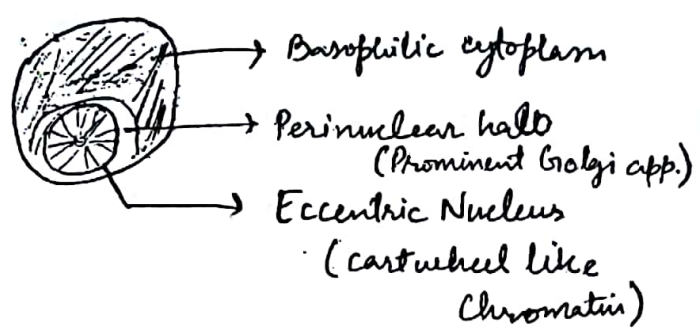 Basophilic cytoplasm
Perinuclear halo
(Prominent Golgi app.)
Eccentric Nucleus
(cartwheel like
Chromatin)